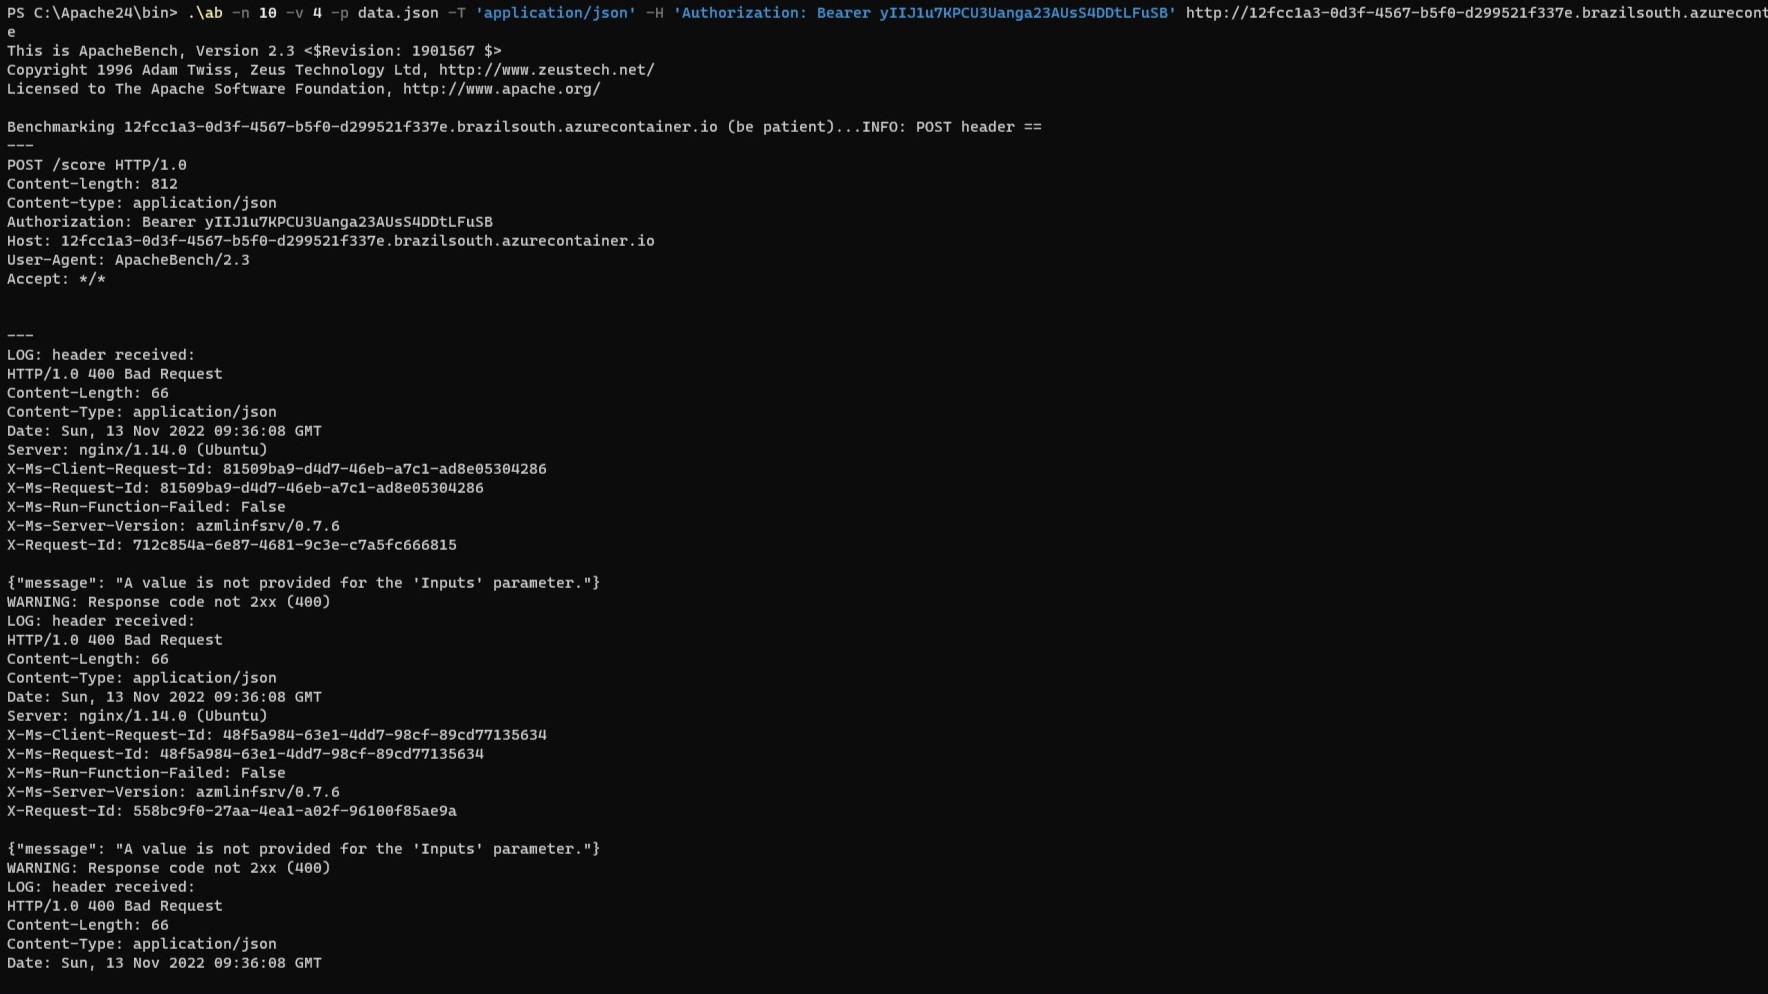 PS C:\Apache24\bin> .\ab -n 10 -v 4 -p data.json -T 'application/json' -H 'Authorization: Bearer yIIJ1u7KPCU3Uanga23AUsS4DDtLFuSB' http://12fcc1a3-0d3f-4567-b5f0-d299521f337e.brazilsouth.azurecont
e
This is ApacheBench, Version 2.3 <$Revision: 1901567 $>
Copyright 1996 Adam Twiss, Zeus Technology Ltd, http://www.zeustech.net/
Licensed to The Apache Software Foundation, http://www.apache.org/
Benchmarking 12fcc1a3-0d3f-4567-b5f0-d299521f337e.brazilsouth.azurecontainer.io (be patient)...INFO: POST header ==
---
POST /score HTTP/1.0
Content-length: 812
Content-type: application/json
Authorization: Bearer yIIJ1u7KPCU3Uanga23AUsS4DDtLFuSB
Host: 12fcc1a3-0d3f-4567-b5f0-d299521f337e.brazilsouth.azurecontainer.io
User-Agent: ApacheBench/2.3
Accept: */*
---
LOG: header received:
HTTP/1.0 400 Bad Request
Content-Length: 66
Content-Type: application/json
Date: Sun, 13 Nov 2022 09:36:08 GMT
Server: nginx/1.14.0 (Ubuntu)
X-Ms-Client-Request-Id: 81509ba9-d4d7-46eb-a7c1-ad8e05304286
X-Ms-Request-Id: 81509ba9-d4d7-46eb-a7c1-ad8e05304286
X-Ms-Run-Function-Failed: False
X-Ms-Server-Version: azmlinfsrv/0.7.6
X-Request-Id: 712c854a-6e87-4681-9c3e-c7a5fc666815
{"message": "A value is not provided for the 'Inputs' parameter."}
WARNING: Response code not 2xx (400)
LOG: header received:
HTTP/1.0 400 Bad Request
Content-Length: 66
Content-Type: application/json
Date: Sun, 13 Nov 2022 09:36:08 GMT
Server: nginx/1.14.0 (Ubuntu)
X-Ms-Client-Request-Id: 48f5a984-63e1-4dd7-98cf-89cd77135634
X-Ms-Request-Id: 48f5a984-63e1-4dd7-98cf-89cd77135634
X-Ms-Run-Function-Failed: False
X-Ms-Server-Version: azmlinfsrv/0.7.6
X-Request-Id: 558bc9f0-27aa-4ea1-a02f-96100f85ae9a
{"message": "A value is not provided for the 'Inputs' parameter."}
WARNING: Response code not 2xx (400)
LOG: header received:
HTTP/1.0 400 Bad Request
Content-Length: 66
Content-Type: application/json
Date: Sun, 13 Nov 2022 09:36:08 GMT